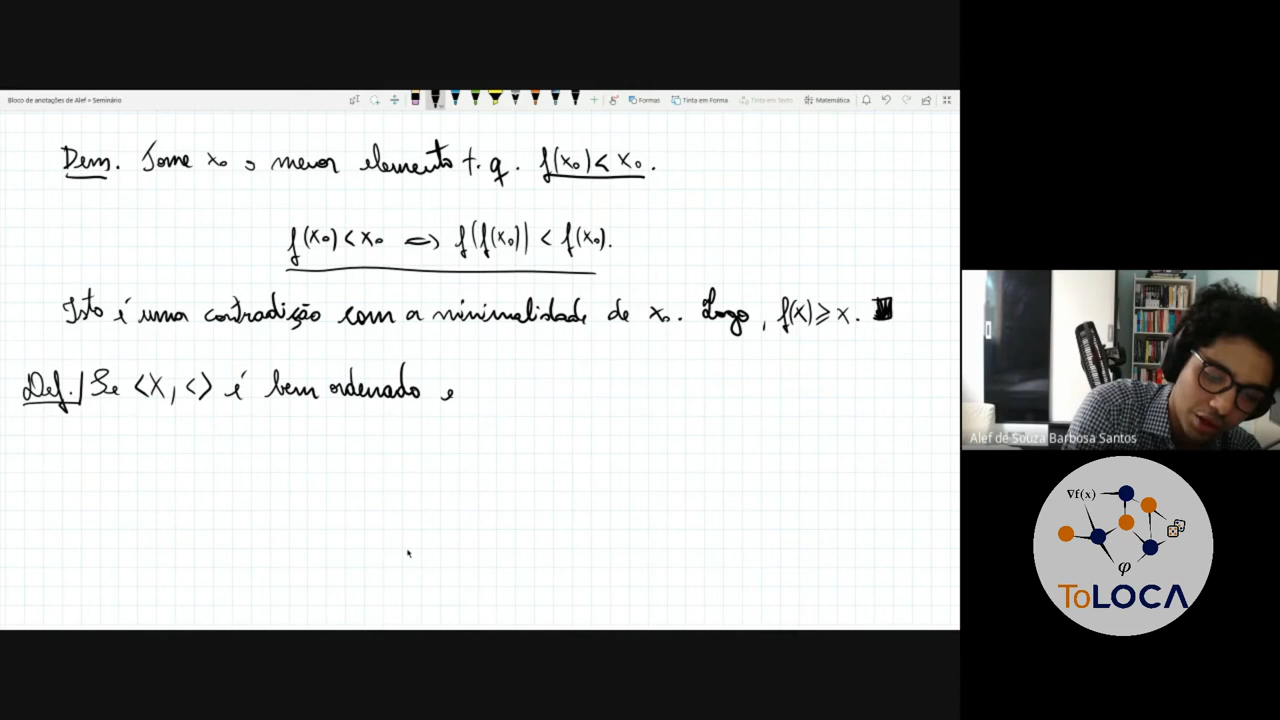 Bloco de anotações de Alef » Seminário
Formas Tinta em Forma Tinta em Texto Matemática
Dem. Tome x₀ o menor elemento t.q. f(x₀) < x₀.
f(x₀) < x₀ => f(f(x₀)) < f(x₀).
Isto é uma contradição com a minimalidade de x₀. Logo, f(x) ⩾ x.
Def. | Se <X, <> é bem ordenado e
Alef de Souza Barbosa Santos
∇f(x)
φ
ToLOCA